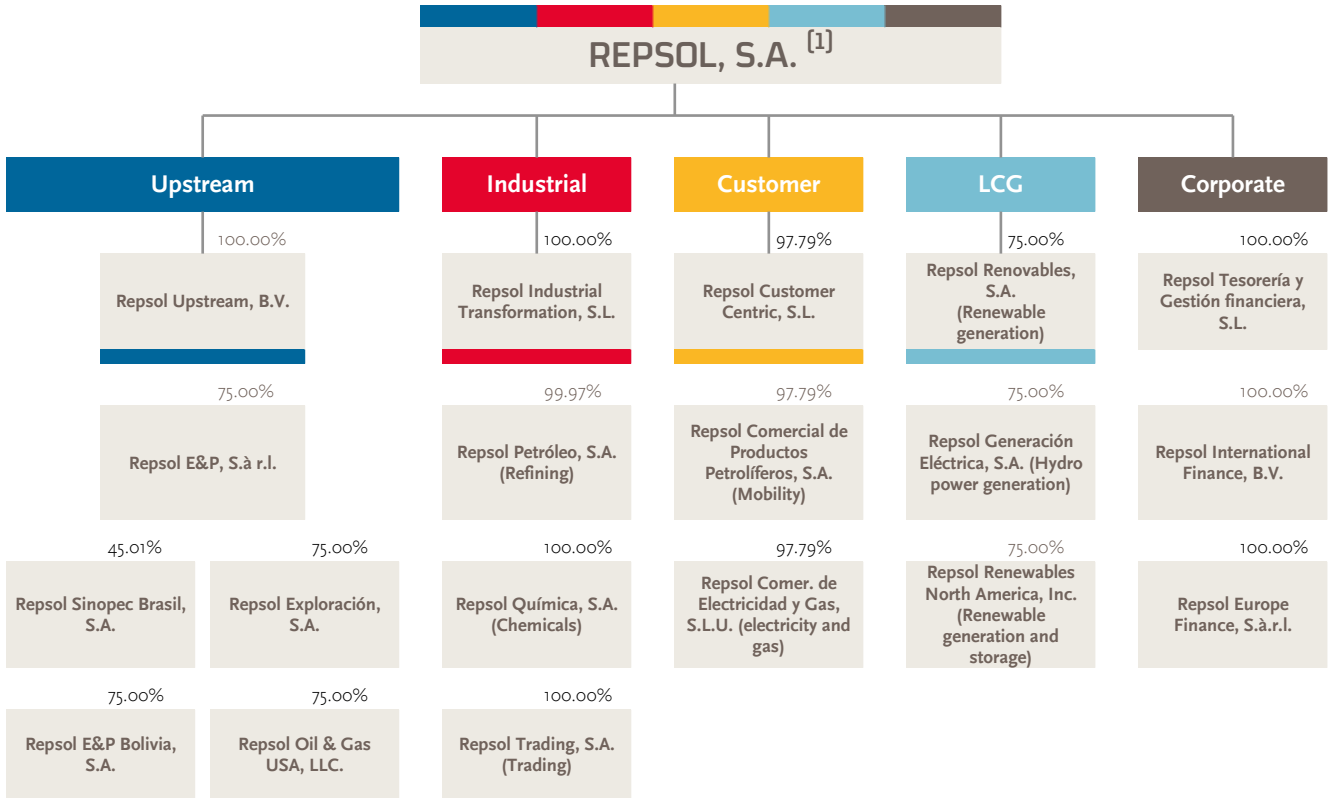 REPSOL, S.A. [1]
Upstream
Industrial
Customer
LCG
Corporate
100.00%
100.00%
97.79%
75.00%
100.00%
Repsol Upstream, B.V.
Repsol Industrial
Transformation, S.L.
Repsol Customer
Centric, S.L.
Repsol Renovables,
S.A.
(Renewable
generation)
Repsol Tesorería y
Gestión financiera,
S.L.
75.00%
99.97%
97.79%
75.00%
100.00%
Repsol E&P, S.à r.l.
Repsol Petróleo, S.A.
(Refining)
Repsol Comercial de
Productos
Petrolíferos, S.A.
(Mobility)
Repsol Generación
Eléctrica, S.A. (Hydro
power generation)
Repsol International
Finance, B.V.
45.01%
75.00%
100.00%
97.79%
75.00%
100.00%
Repsol Sinopec Brasil,
S.A.
Repsol Exploración,
S.A.
Repsol Química, S.A.
(Chemicals)
Repsol Comer. de
Electricidad y Gas,
S.L.U. (electricity and
gas)
Repsol Renewables
North America, Inc.
(Renewable
generation and
storage)
Repsol Europe
Finance, S.à.r.l.
75.00%
75.00%
100.00%
Repsol E&P Bolivia,
S.A.
Repsol Oil & Gas
USA, LLC.
Repsol Trading, S.A.
(Trading)